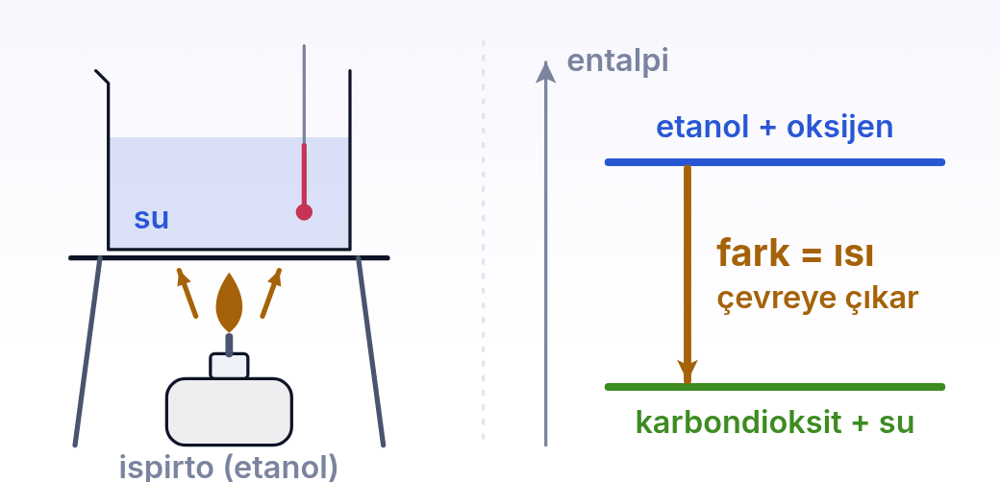 su
ispirto (etanol)
entalpi
etanol + oksijen
fark = ısı
çevreye çıkar
karbondioksit + su